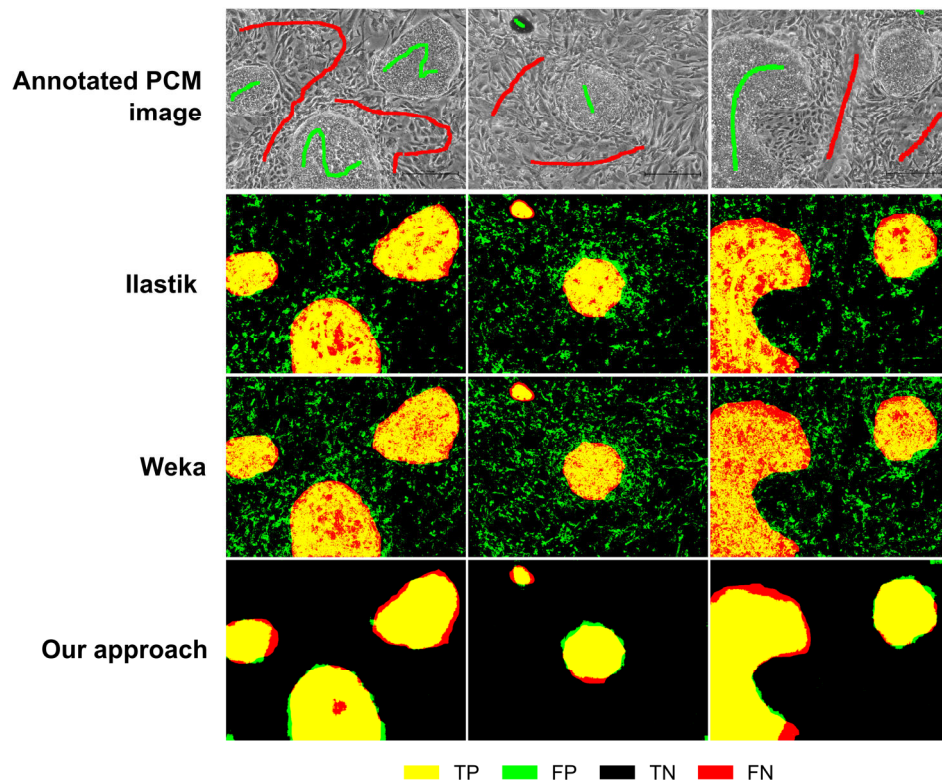 Annotated PCM
image
Ilastik
Weka
Our approach
TP FP TN FN